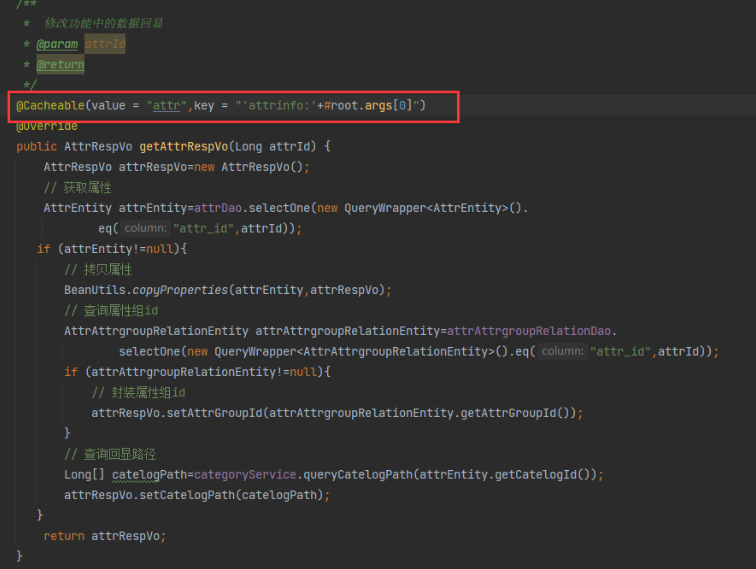 /**
 *  修改功能中的数据回显
 * @param attrId
 * @return
 */
@Cacheable(value = "attr",key = "'attrinfo:'+#root.args[0]")
@Override
public AttrRespVo getAttrRespVo(Long attrId) {
    AttrRespVo attrRespVo=new AttrRespVo();
    // 获取属性
    AttrEntity attrEntity=attrDao.selectOne(new QueryWrapper<AttrEntity>().
            eq( column: "attr_id",attrId));
   if (attrEntity!=null){
       // 拷贝属性
       BeanUtils.copyProperties(attrEntity,attrRespVo);
       // 查询属性组id
       AttrAttrgroupRelationEntity attrAttrgroupRelationEntity=attrAttrgroupRelationDao.
               selectOne(new QueryWrapper<AttrAttrgroupRelationEntity>().eq( column: "attr_id",attrId));
       if (attrAttrgroupRelationEntity!=null){
           // 封装属性组id
           attrRespVo.setAttrGroupId(attrAttrgroupRelationEntity.getAttrGroupId());
       }
       // 查询回显路径
       Long[] catelogPath=categoryService.queryCatelogPath(attrEntity.getCatelogId());
       attrRespVo.setCatelogPath(catelogPath);
   }
    return attrRespVo;
}